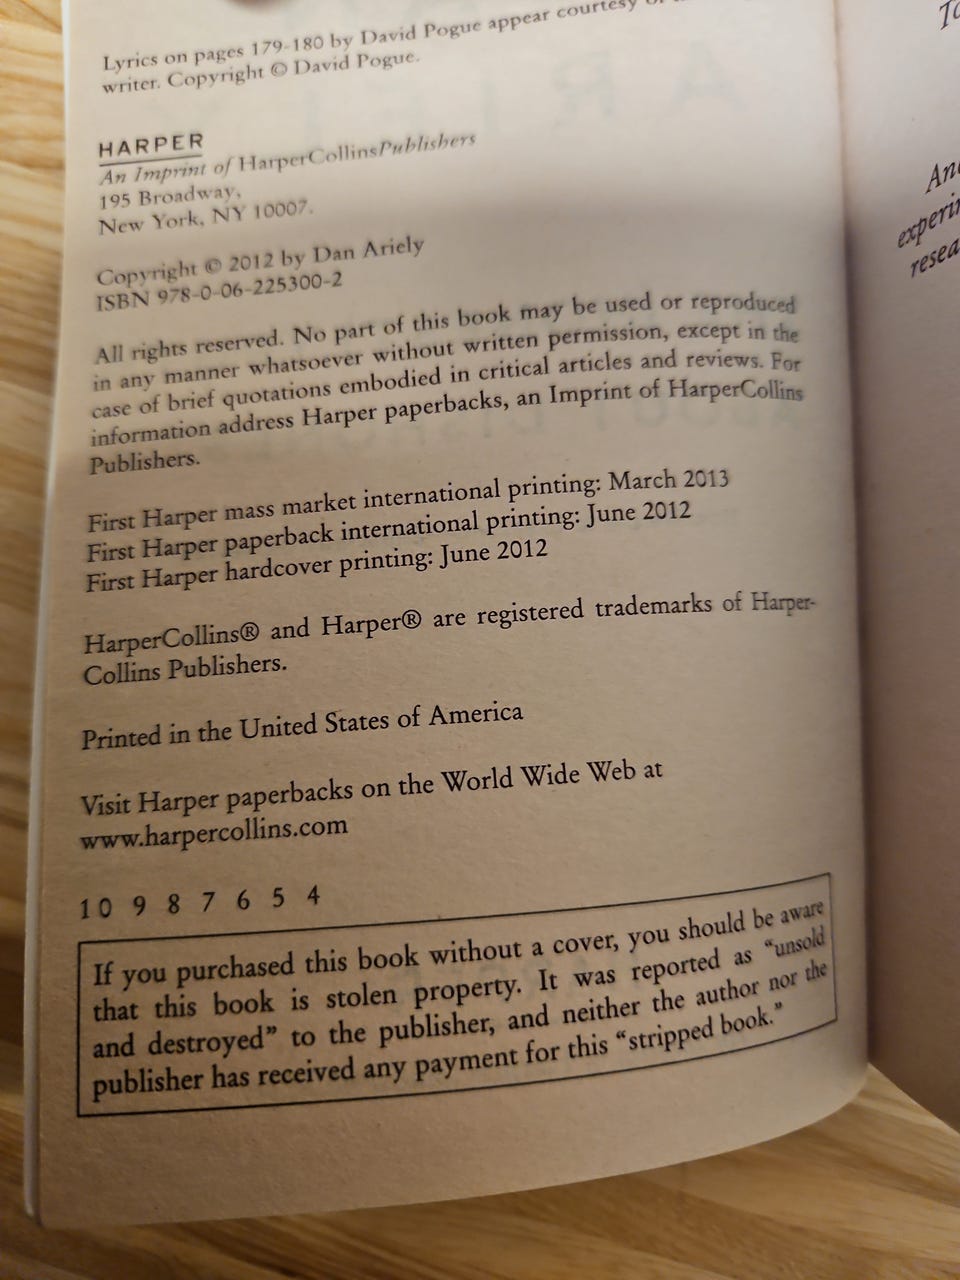 Lyrics on pages 179-180 by David Pogue appear courtesy of
writer. Copyright © David Pogue.
HARPER
An Imprint of HarperCollinsPublishers
195 Broadway,
New York, NY 10007.
Copyright © 2012 by Dan Ariely
ISBN 978-0-06-225300-2
All rights reserved. No part of this book may be used or reproduced
in any manner whatsoever without written permission, except in the
case of brief quotations embodied in critical articles and reviews. For
information address Harper paperbacks, an Imprint of HarperCollins
Publishers.
First Harper mass market international printing: March 2013
First Harper paperback international printing: June 2012
First Harper hardcover printing: June 2012
HarperCollins® and Harper® are registered trademarks of Harper-
Collins Publishers.
Printed in the United States of America
Visit Harper paperbacks on the World Wide Web at
www.harpercollins.com
10 9 8 7 6 5 4
If you purchased this book without a cover, you should be aware
that this book is stolen property. It was reported as “unsold
and destroyed” to the publisher, and neither the author nor the
publisher has received any payment for this “stripped book.”